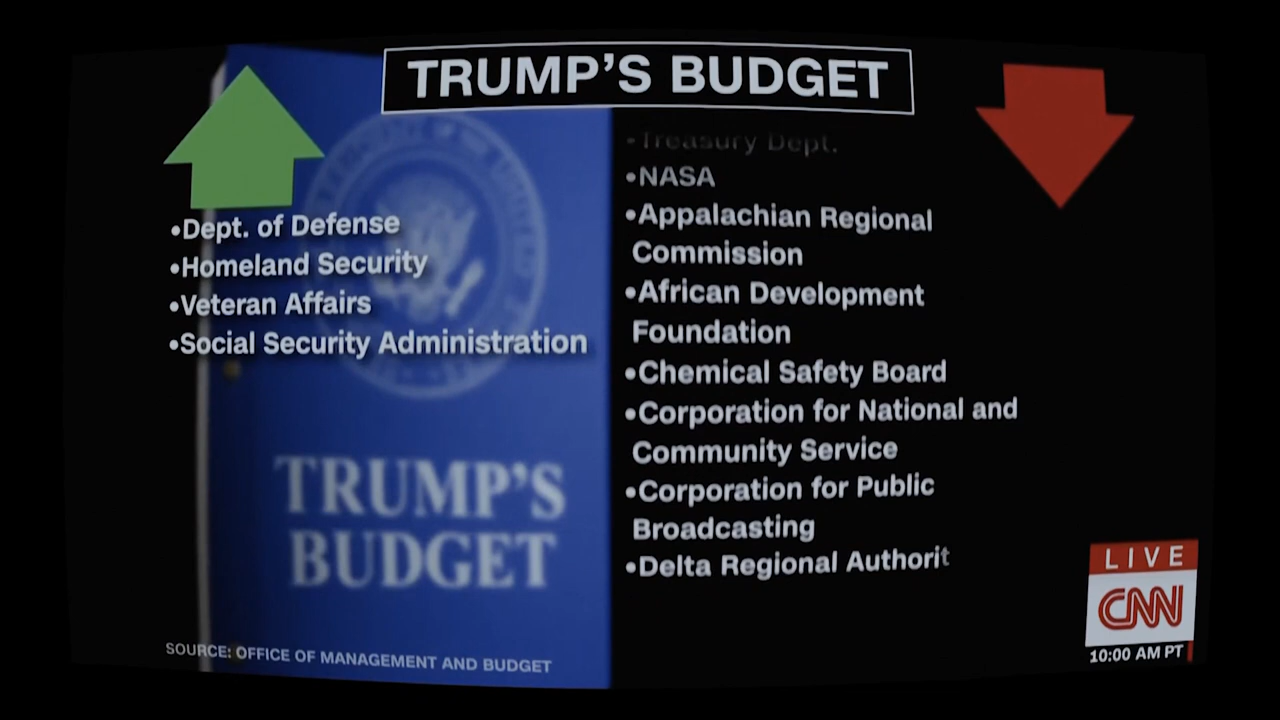 TRUMP'S BUDGET
•Dept. of Defense
•Homeland Security
•Veteran Affairs
•Social Security Administration
TRUMP'S
BUDGET
SOURCE: OFFICE OF MANAGEMENT AND BUDGET
•Treasury Dept.
•NASA
•Appalachian Regional
Commission
•African Development
Foundation
•Chemical Safety Board
•Corporation for National and
Community Service
•Corporation for Public
Broadcasting
•Delta Regional Authorit
LIVE
CNN
10:00 AM PT